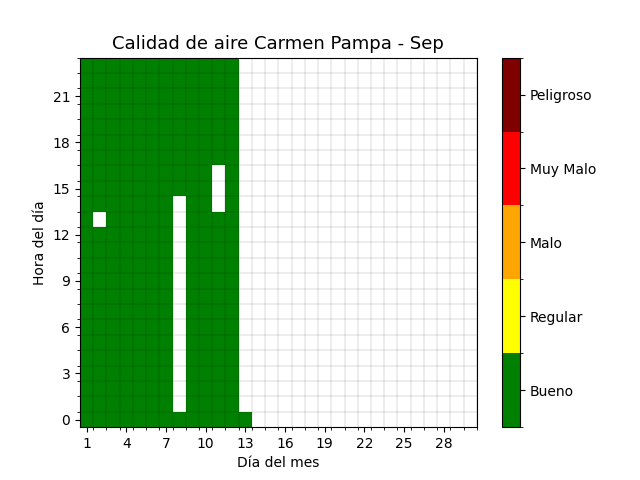 Calidad de aire Carmen Pampa - Sep
21
18
15
12
9
6
3
0
Hora del día
1 4 7 10 13 16 19 22 25 28
Día del mes
Peligroso
Muy Malo
Malo
Regular
Bueno